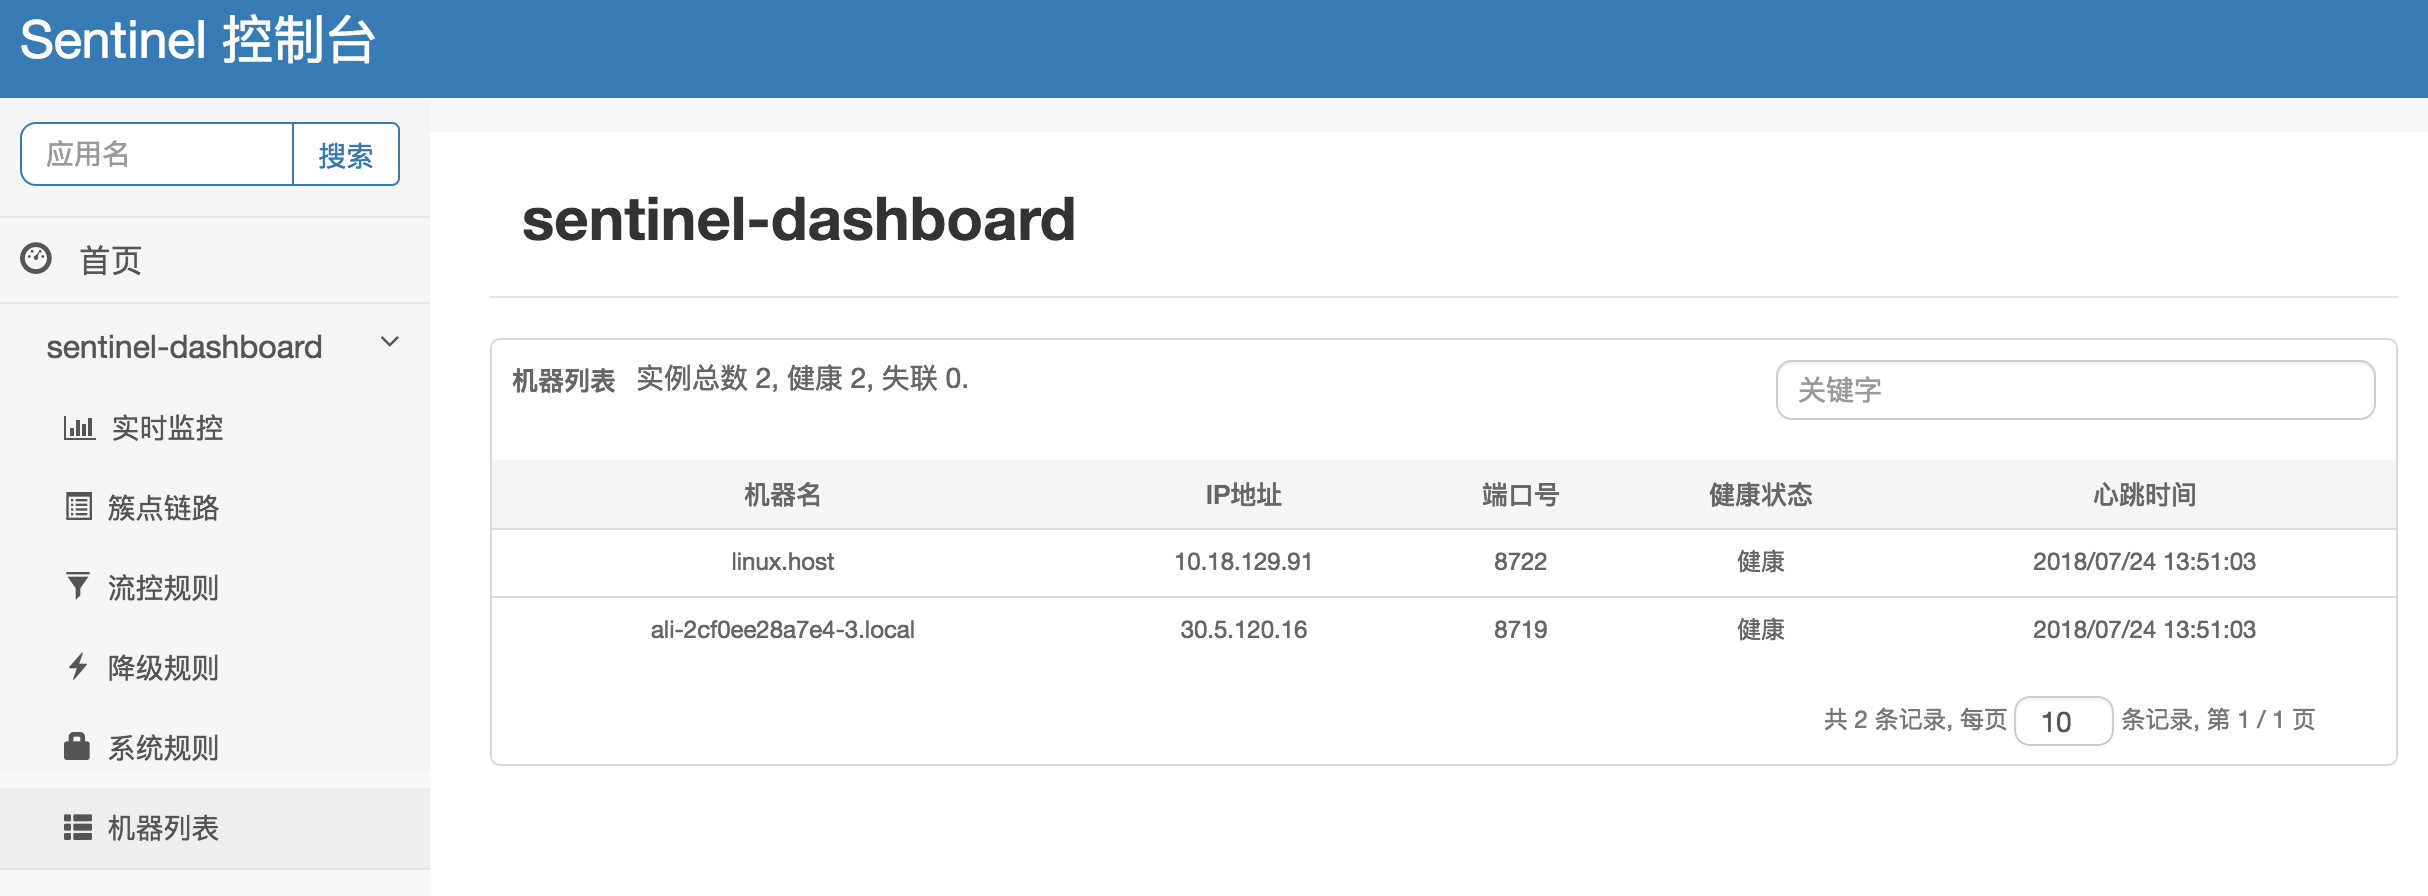 Sentinel 控制台
应用名 搜索
首页
sentinel-dashboard
实时监控
簇点链路
流控规则
降级规则
系统规则
机器列表
sentinel-dashboard
机器列表 实例总数 2, 健康 2, 失联 0.
关键字
机器名 IP地址 端口号 健康状态 心跳时间
linux.host 10.18.129.91 8722 健康 2018/07/24 13:51:03
ali-2cf0ee28a7e4-3.local 30.5.120.16 8719 健康 2018/07/24 13:51:03
共 2 条记录, 每页 10 条记录, 第 1 / 1 页